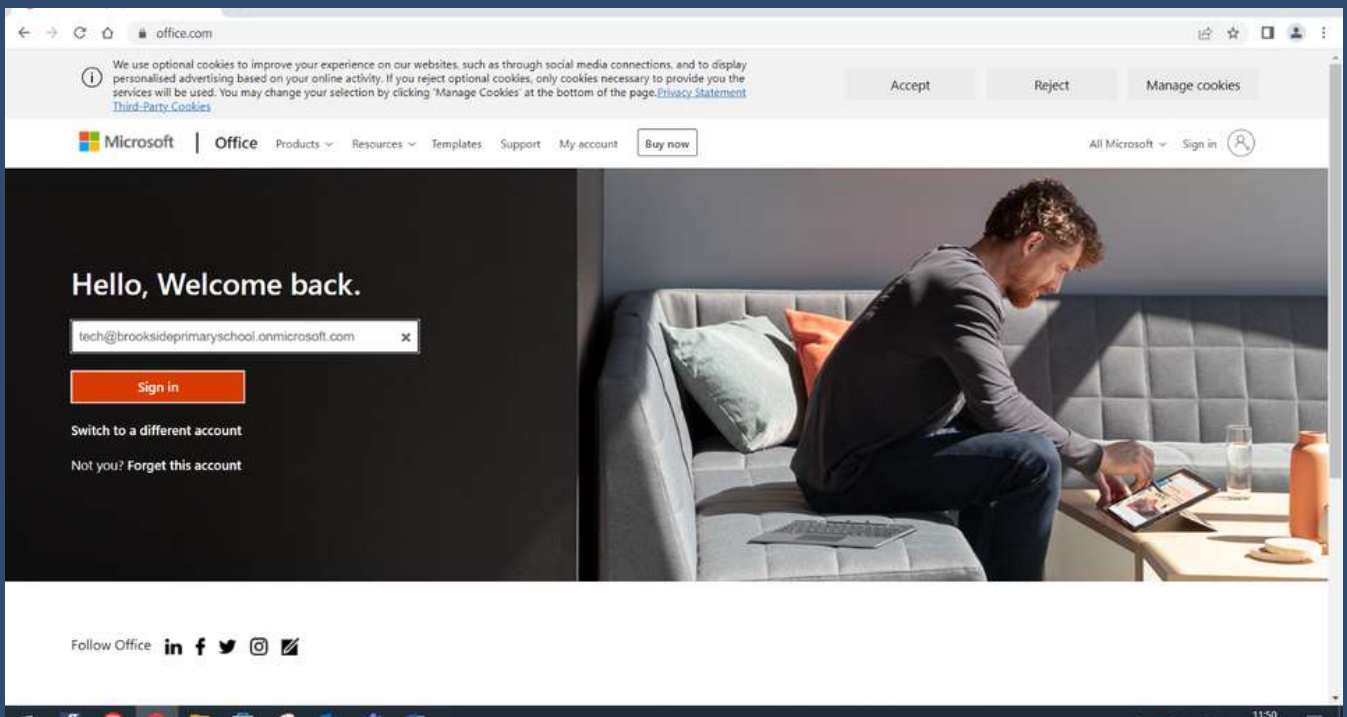 office.com
We use optional cookies to improve your experience on our websites, such as through social media connections, and to display
personalised advertising based on your online activity. If you reject optional cookies, only cookies necessary to provide you the
services will be used. You may change your selection by clicking 'Manage Cookies' at the bottom of the page.Privacy Statement
Third-Party Cookies
Accept
Reject
Manage cookies
Microsoft
Office
Products
Resources
Templates
Support
My account
Buy now
All Microsoft
Sign in
Hello, Welcome back.
tech@brooksideprimaryschool.onmicrosoft.com
Sign in
Switch to a different account
Not you? Forget this account
Follow Office
11:50